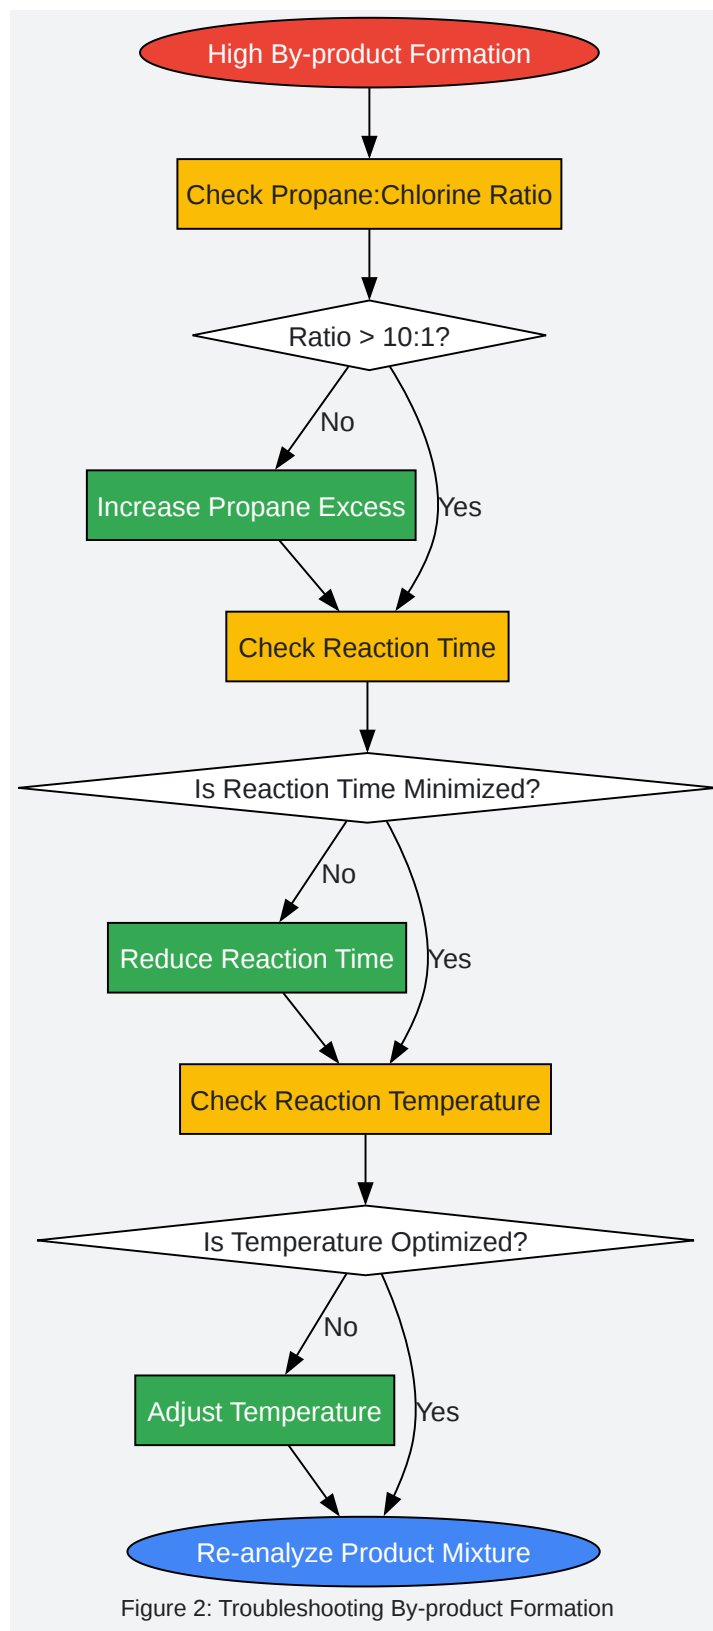 High By-product Formation
Check Propane:Chlorine Ratio
Ratio > 10:1?
No
Increase Propane Excess
Yes
Check Reaction Time
Is Reaction Time Minimized?
No
Reduce Reaction Time
Yes
Check Reaction Temperature
Is Temperature Optimized?
No
Adjust Temperature
Yes
Re-analyze Product Mixture
Figure 2: Troubleshooting By-product Formation